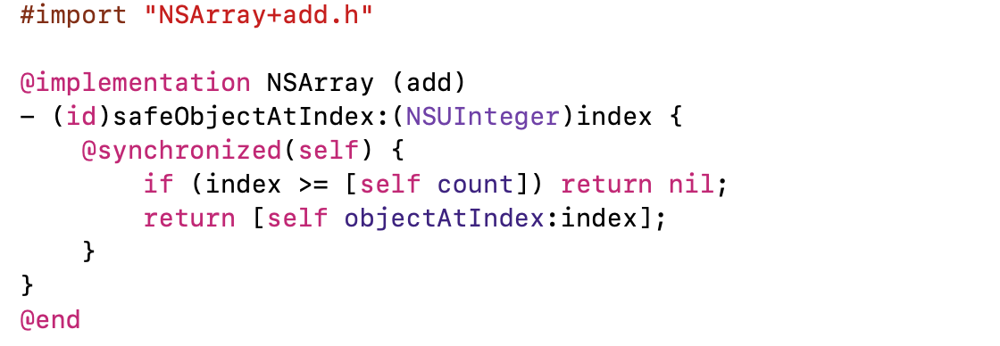 #import "NSArray+add.h"
@implementation NSArray (add)
- (id)safeObjectAtIndex:(NSUInteger)index {
@synchronized(self) {
if (index >= [self count]) return nil;
return [self objectAtIndex:index];
}
}
@end